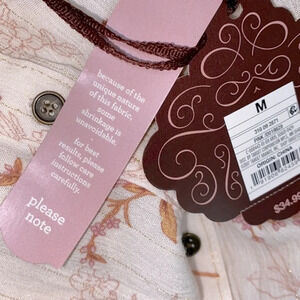 because of the
unique nature
of this fabric,
some
shrinkage is
unavoidable.
for best
results, please
follow care
instructions
carefully.
please
note
M
$34.99